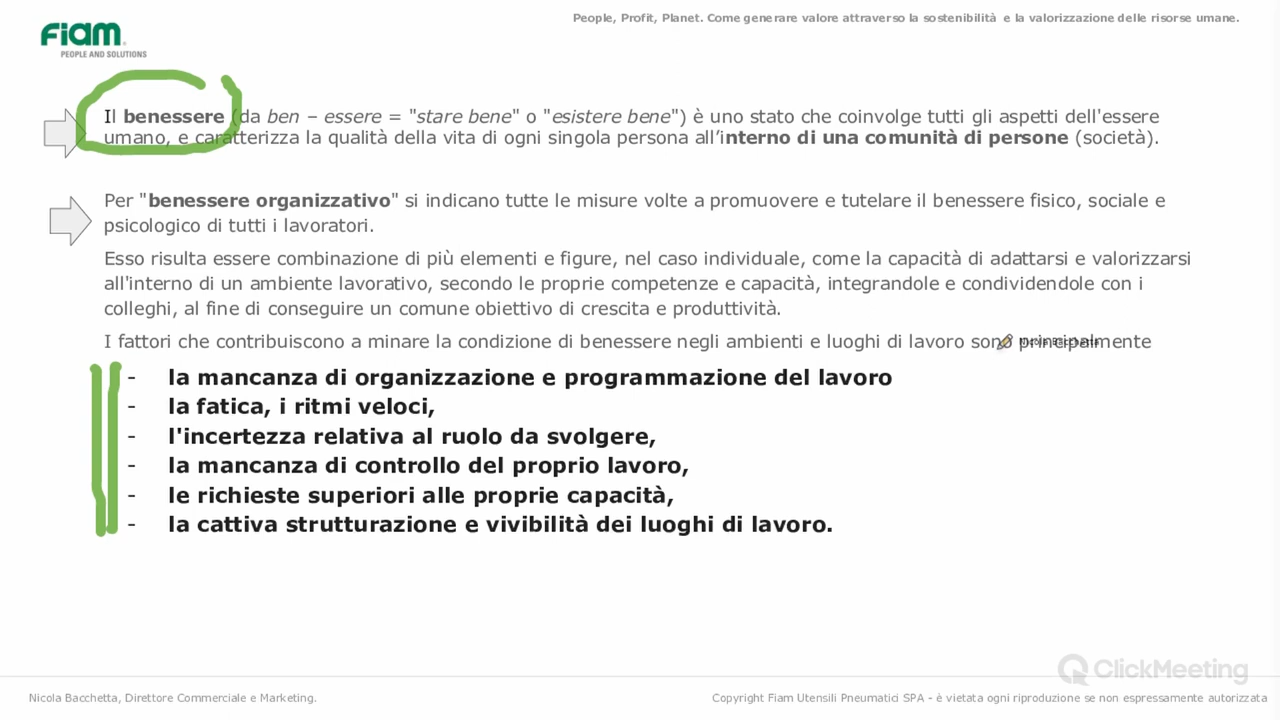 People, Profit, Planet. Come generare valore attraverso la sostenibilità e la valorizzazione delle risorse umane.
Fiam
PEOPLE AND SOLUTIONS
Il benessere (da ben – essere = "stare bene" o "esistere bene") è uno stato che coinvolge tutti gli aspetti dell'essere
umano, e caratterizza la qualità della vita di ogni singola persona all'interno di una comunità di persone (società).
Per "benessere organizzativo" si indicano tutte le misure volte a promuovere e tutelare il benessere fisico, sociale e
psicologico di tutti i lavoratori.
Esso risulta essere combinazione di più elementi e figure, nel caso individuale, come la capacità di adattarsi e valorizzarsi
all'interno di un ambiente lavorativo, secondo le proprie competenze e capacità, integrandole e condividendole con i
colleghi, al fine di conseguire un comune obiettivo di crescita e produttività.
I fattori che contribuiscono a minare la condizione di benessere negli ambienti e luoghi di lavoro sono principalmente
Nicola Bacchetta
- la mancanza di organizzazione e programmazione del lavoro
- la fatica, i ritmi veloci,
- l'incertezza relativa al ruolo da svolgere,
- la mancanza di controllo del proprio lavoro,
- le richieste superiori alle proprie capacità,
- la cattiva strutturazione e vivibilità dei luoghi di lavoro.
ClickMeeting
Nicola Bacchetta, Direttore Commerciale e Marketing.
Copyright Fiam Utensili Pneumatici SPA - è vietata ogni riproduzione se non espressamente autorizzata